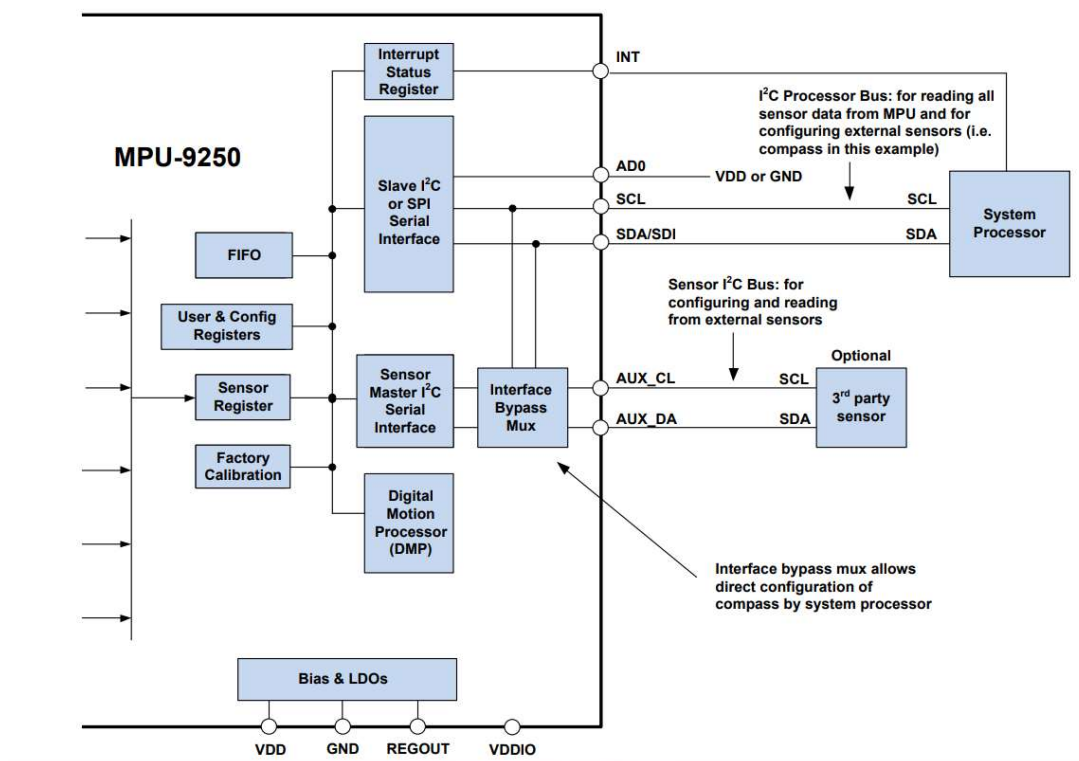 Interrupt
Status
Register
INT
I²C Processor Bus: for reading all
sensor data from MPU and for
configuring external sensors (i.e.
compass in this example)
MPU-9250
Slave I²C
or SPI
Serial
Interface
AD0
VDD or GND
SCL
SCL
SDA/SDI
SDA
System
Processor
FIFO
User & Config
Registers
Sensor I²C Bus: for
configuring and reading
from external sensors
Sensor
Register
Sensor
Master I²C
Serial
Interface
Interface
Bypass
Mux
AUX_CL
SCL
AUX_DA
SDA
Optional
3rd party
sensor
Factory
Calibration
Digital
Motion
Processor
(DMP)
Interface bypass mux allows
direct configuration of
compass by system processor
Bias & LDOs
VDD
GND
REGOUT
VDDIO